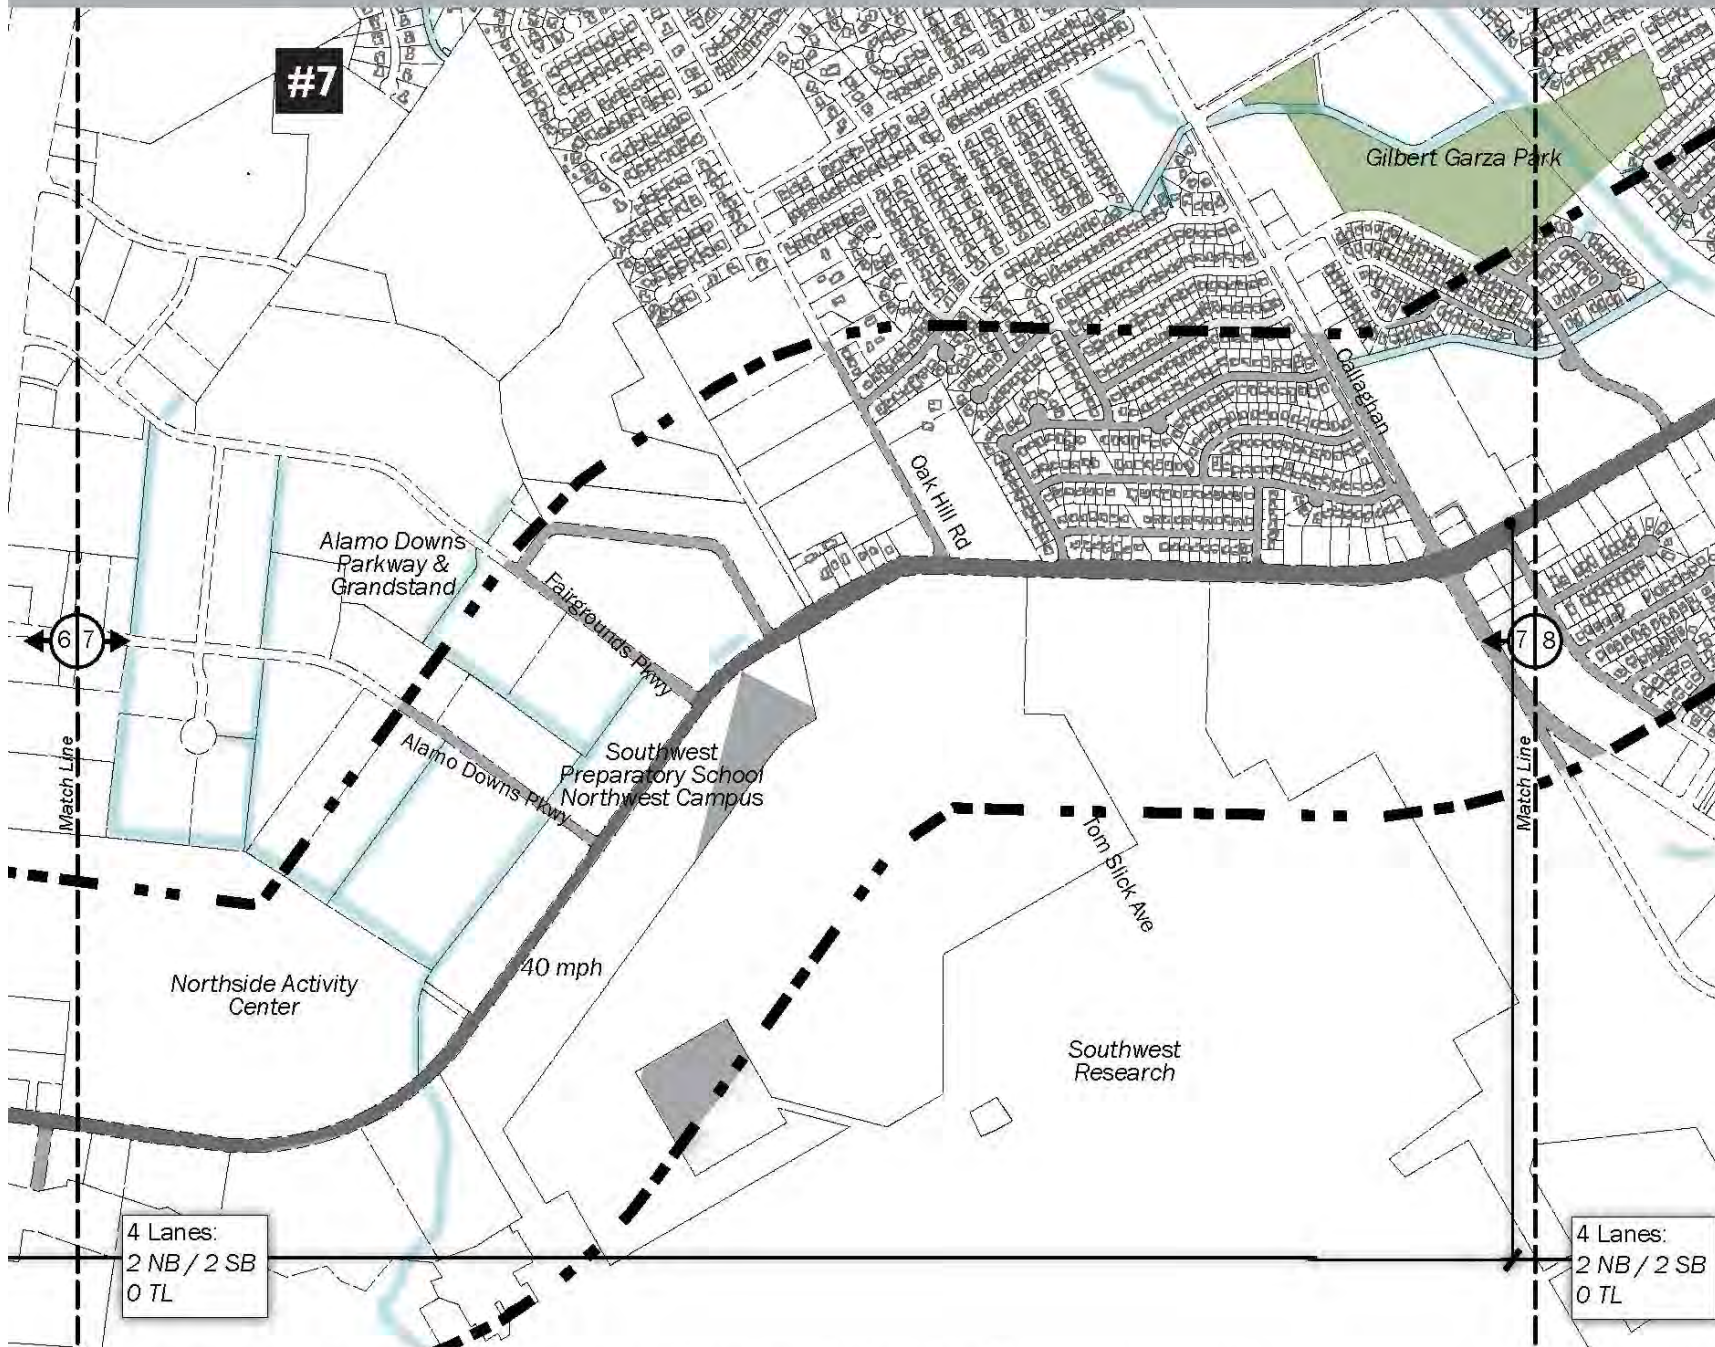 #7
Gilbert Garza Park
Callaghan
Oak Hill Rd
Alamo Downs
Parkway &
Grandstand
Fairgrounds Pkwy
6 7
7 8
Match Line
Alamo Downs Pkwy
Southwest
Preparatory School
Northwest Campus
Match Line
Tom Slick Ave
40 mph
Northside Activity
Center
Southwest
Research
4 Lanes:
2 NB / 2 SB
0 TL
4 Lanes:
2 NB / 2 SB
0 TL